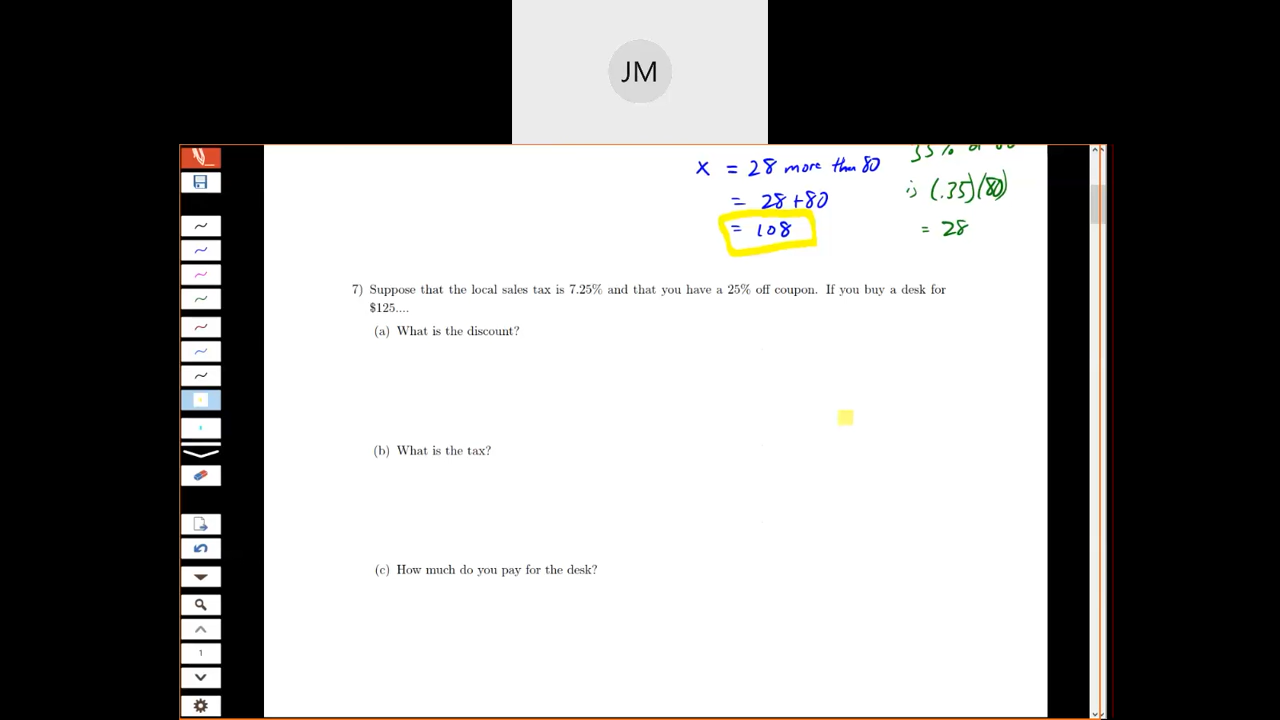 JM
x = 28 more than 80
= 28+80
= 108
35% of
is (.35)(80)
= 28
7) Suppose that the local sales tax is 7.25% and that you have a 25% off coupon. If you buy a desk for
$125....
(a) What is the discount?
(b) What is the tax?
(c) How much do you pay for the desk?
1